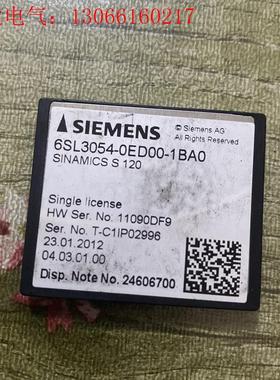 电气：13066160217
SIEMENS
© Siemens AG
All Rights Reserved
6SL3054-0ED00-1BA0
SINAMICS S 120
Single license
HW Ser. No. 11090DF9
Ser. No. T-C1IP02996
23.01.2012
04.03.01.00
Disp. Note No. 24606700